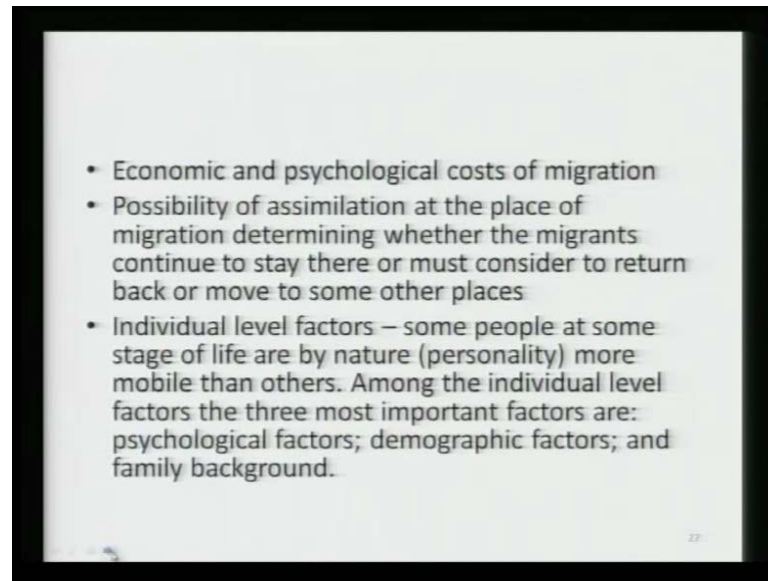 • Economic and psychological costs of migration
• Possibility of assimilation at the place of
migration determining whether the migrants
continue to stay there or must consider to return
back or move to some other places
• Individual level factors – some people at some
stage of life are by nature (personality) more
mobile than others. Among the individual level
factors the three most important factors are:
psychological factors; demographic factors; and
family background.
27